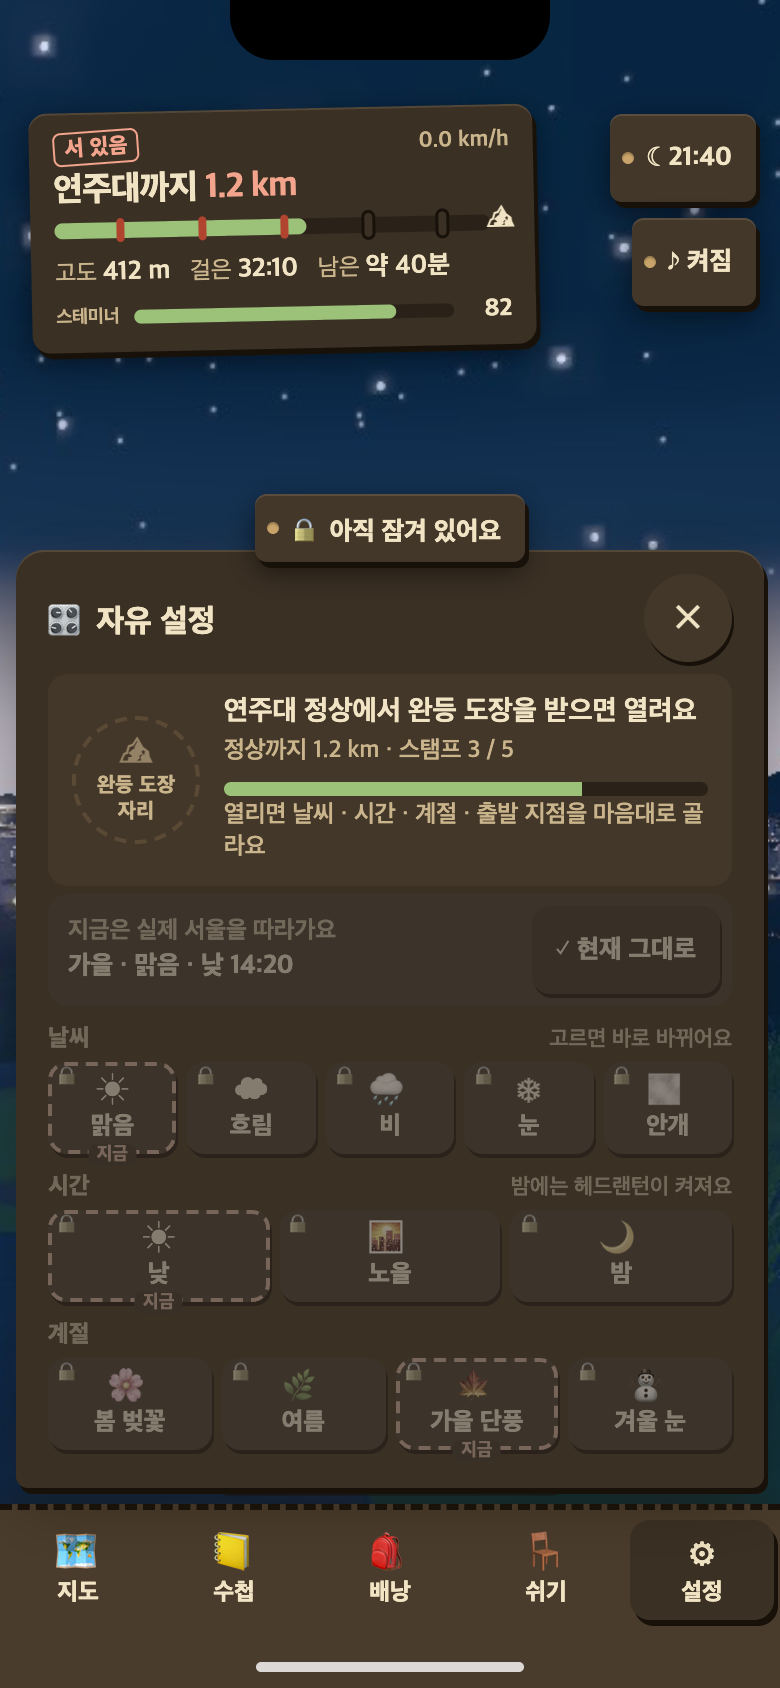 서 있음
0.0 km/h
연주대까지 1.2 km
고도 412 m 걸은 32:10 남은 약 40분
스테미너 82
☾ 21:40
♪ 켜짐
아직 잠겨 있어요
자유 설정
완등 도장
자리
연주대 정상에서 완등 도장을 받으면 열려요
정상까지 1.2 km · 스탬프 3 / 5
열리면 날씨 · 시간 · 계절 · 출발 지점을 마음대로 골
라요
지금은 실제 서울을 따라가요
가을 · 맑음 · 낮 14:20
✓ 현재 그대로
날씨 고르면 바로 바뀌어요
맑음 흐림 비 눈 안개
지금
시간 밤에는 헤드랜턴이 켜져요
낮 노을 밤
지금
계절
봄 벚꽃 여름 가을 단풍 겨울 눈
지금
지도 수첩 배낭 쉬기 설정